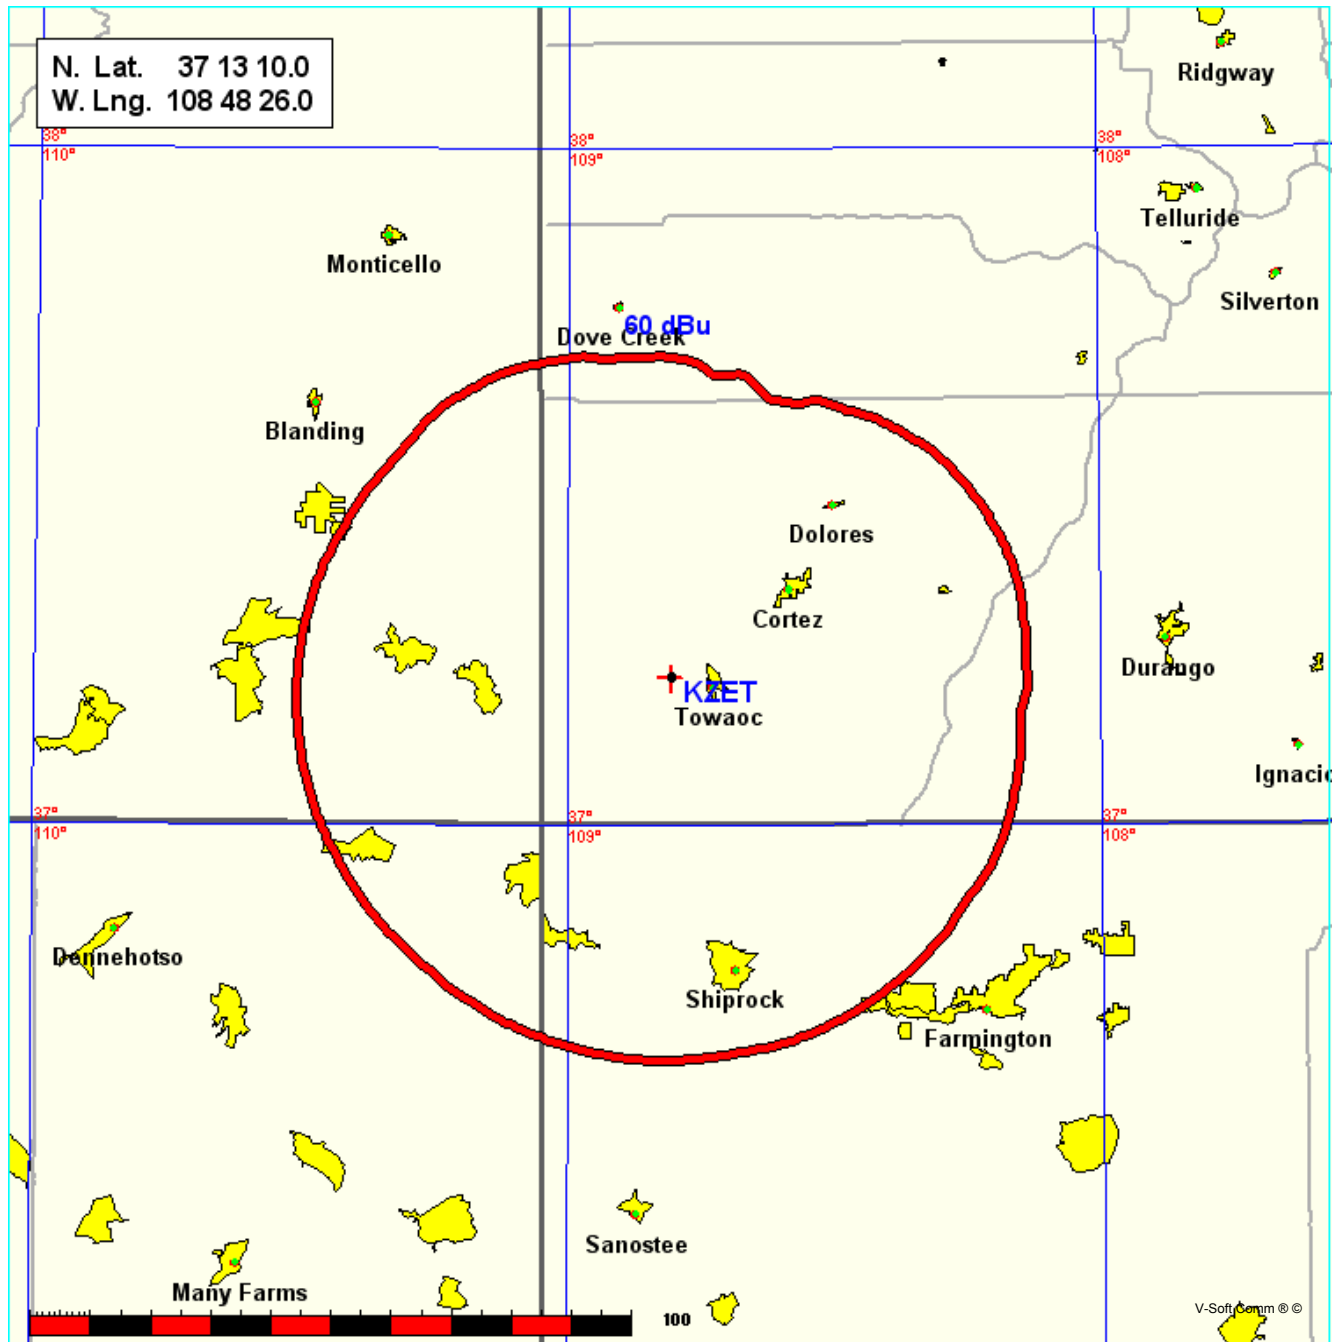 N. Lat. 37 13 10.0
W. Lng. 108 48 26.0
Ridgway
38°
110°
38°
109°
38°
108°
Telluride
Monticello
Silverton
60 dBu
Dove Creek
Blanding
Dolores
Cortez
Durango
KZET
Towaoc
Ignacio
37°
110°
37°
109°
37°
108°
Dennehotso
Shiprock
Farmington
Sanostee
Many Farms
V-Soft Comm ® ©
100